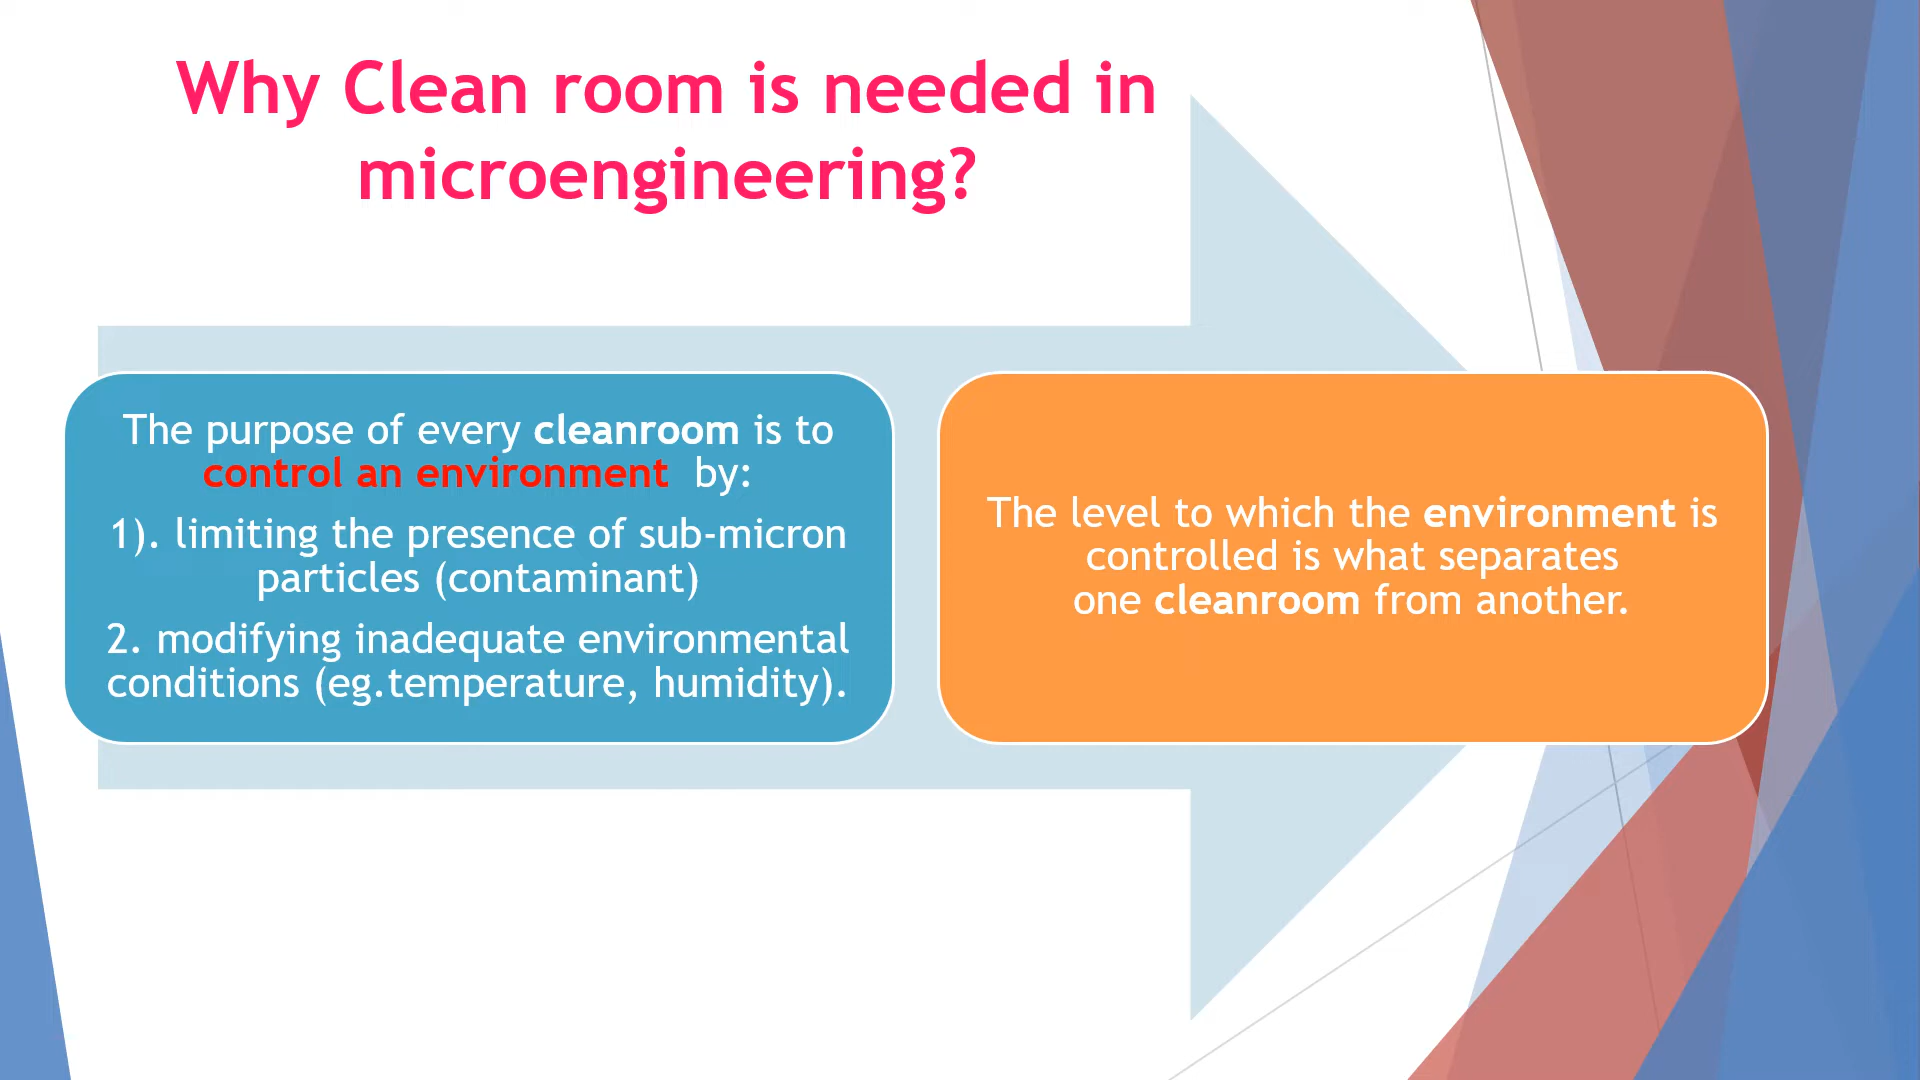 Why Clean room is needed in
microengineering?
The purpose of every cleanroom is to
control an environment by:
1). limiting the presence of sub-micron
particles (contaminant)
2. modifying inadequate environmental
conditions (eg.temperature, humidity).
The level to which the environment is
controlled is what separates
one cleanroom from another.